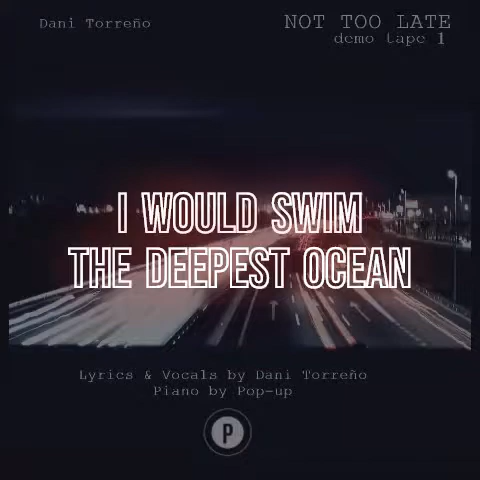 Dani Torreño
NOT TOO LATE
demo tape 1
I WOULD SWIM
THE DEEPEST OCEAN
Lyrics & Vocals by Dani Torreño
Piano by Pop-up
P